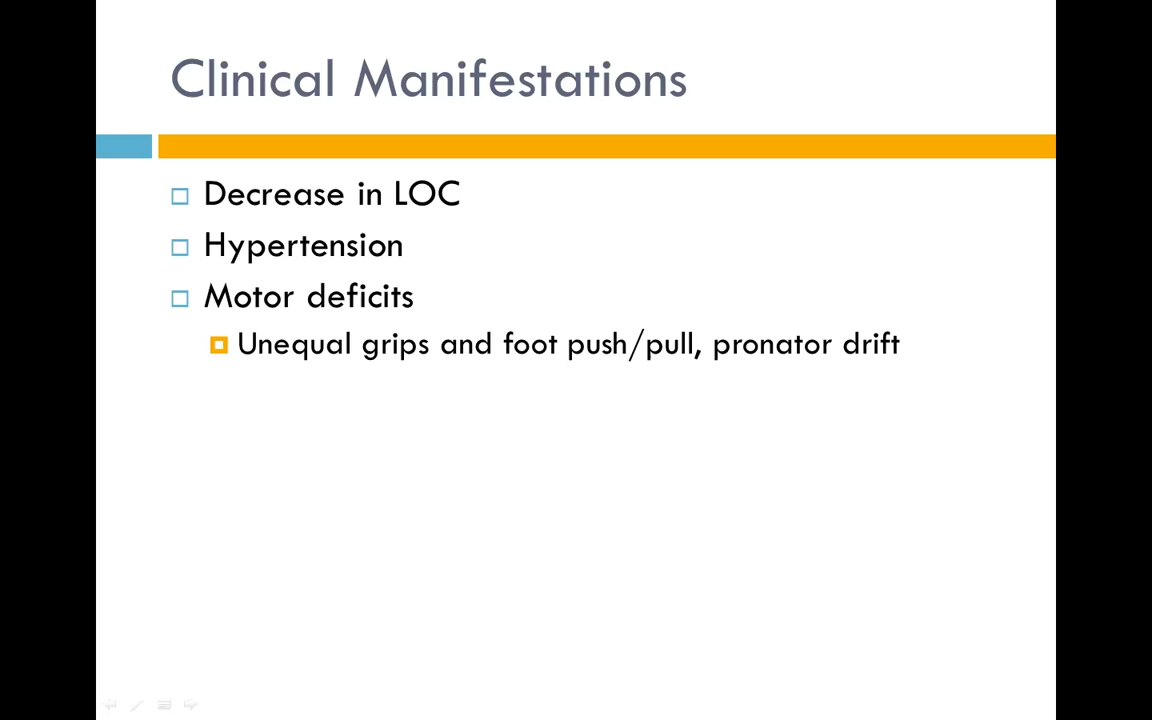 Clinical Manifestations
Decrease in LOC
Hypertension
Motor deficits
Unequal grips and foot push/pull, pronator drift